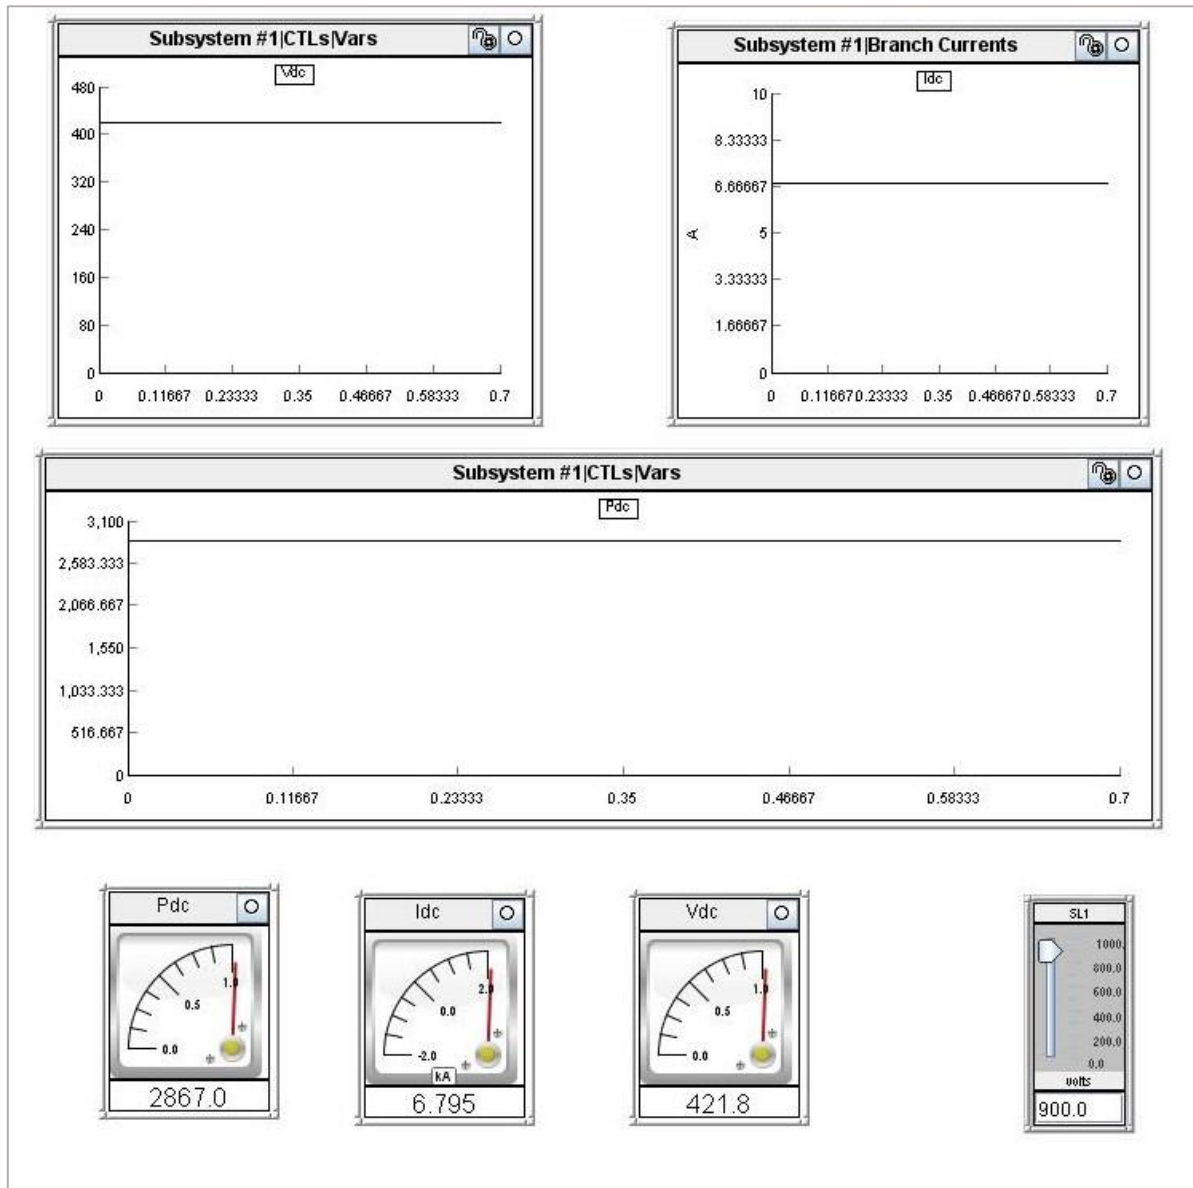 Subsystem #1|CTLs|Vars
Vdc
480
400
320
240
160
80
0
0 0.11667 0.23333 0.35 0.46667 0.58333 0.7
Subsystem #1|Branch Currents
Idc
10
8.33333
6.66667
A
5
3.33333
1.66667
0
0 0.11667 0.23333 0.35 0.46667 0.58333 0.7
Subsystem #1|CTLs|Vars
Pdc
3,100
2,583.333
2,066.667
1,550
1,033.333
516.667
0
0 0.11667 0.23333 0.35 0.46667 0.58333 0.7
Pdc
1.0
0.5
0.0
2867.0
Idc
2.0
0.0
-2.0
kA
6.795
Vdc
1.0
0.5
0.0
421.8
SL1
1000.
800.0
600.0
400.0
200.0
0.0
volts
900.0